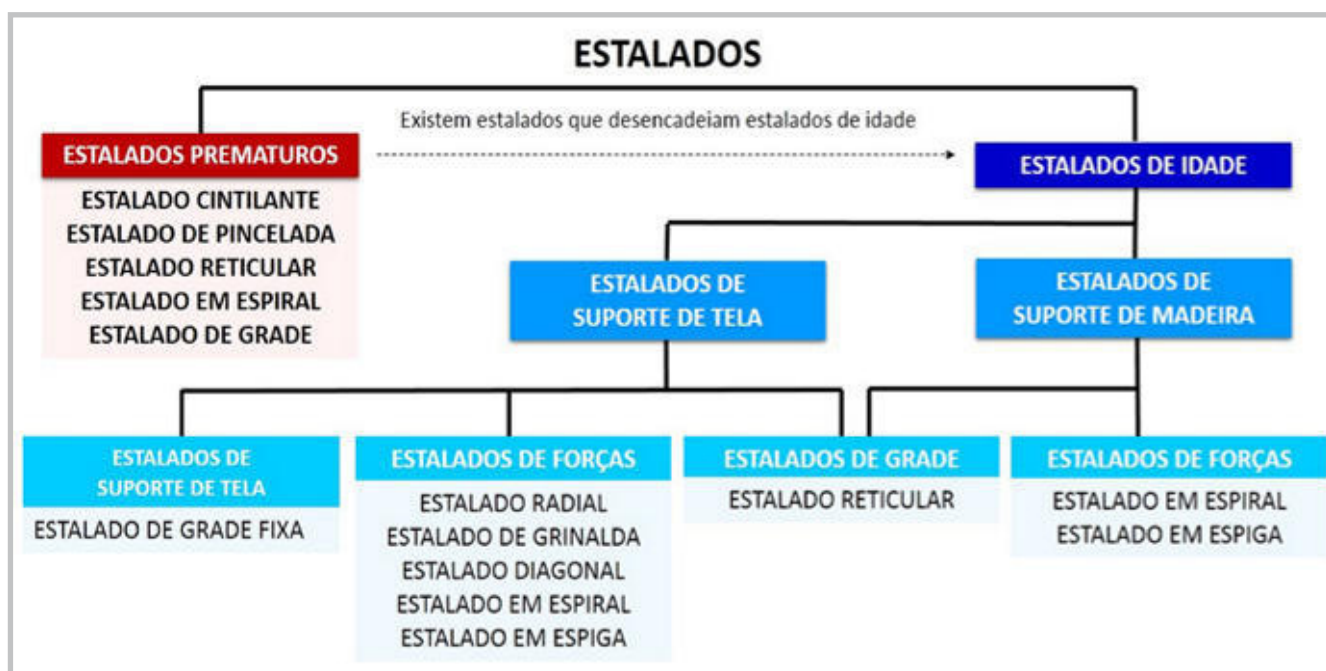 ESTALADOS
Existem estalados que desencadeiam estalados de idade
ESTALADOS PREMATUROS
ESTALADO CINTILANTE
ESTALADO DE PINCELADA
ESTALADO RETICULAR
ESTALADO EM ESPIRAL
ESTALADO DE GRADE
ESTALADOS DE IDADE
ESTALADOS DE
SUPORTE DE TELA
ESTALADOS DE
SUPORTE DE MADEIRA
ESTALADOS DE
SUPORTE DE TELA
ESTALADO DE GRADE FIXA
ESTALADOS DE FORÇAS
ESTALADO RADIAL
ESTALADO DE GRINALDA
ESTALADO DIAGONAL
ESTALADO EM ESPIRAL
ESTALADO EM ESPIGA
ESTALADOS DE GRADE
ESTALADO RETICULAR
ESTALADOS DE FORÇAS
ESTALADO EM ESPIRAL
ESTALADO EM ESPIGA